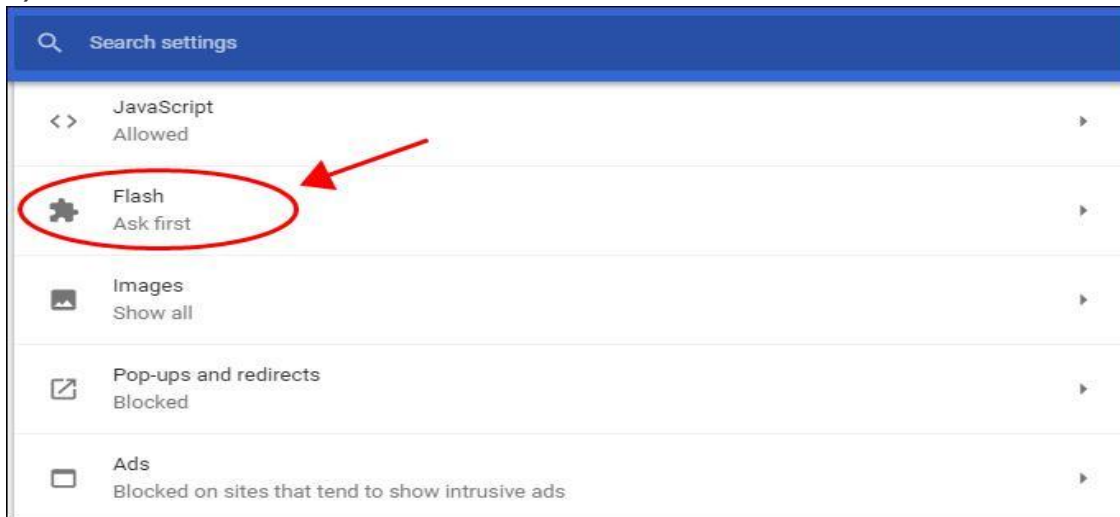 Search settings
JavaScript
Allowed
Flash
Ask first
Images
Show all
Pop-ups and redirects
Blocked
Ads
Blocked on sites that tend to show intrusive ads